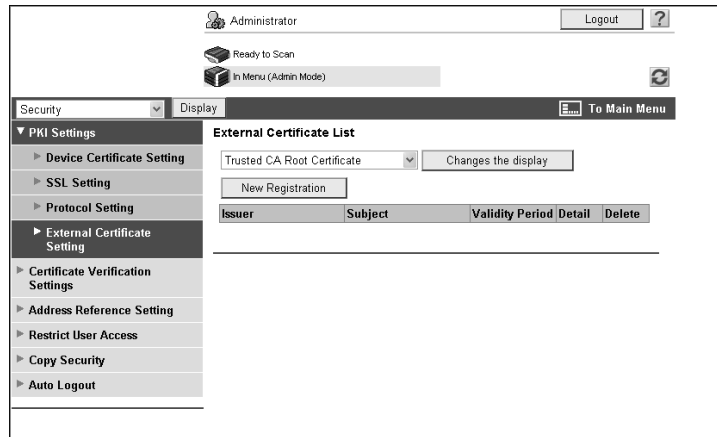 Administrator
Logout
?
Ready to Scan
In Menu (Admin Mode)
Security
Display
To Main Menu
PKI Settings
Device Certificate Setting
SSL Setting
Protocol Setting
External Certificate
Setting
Certificate Verification
Settings
Address Reference Setting
Restrict User Access
Copy Security
Auto Logout
External Certificate List
Trusted CA Root Certificate
Changes the display
New Registration
Issuer Subject Validity Period Detail Delete